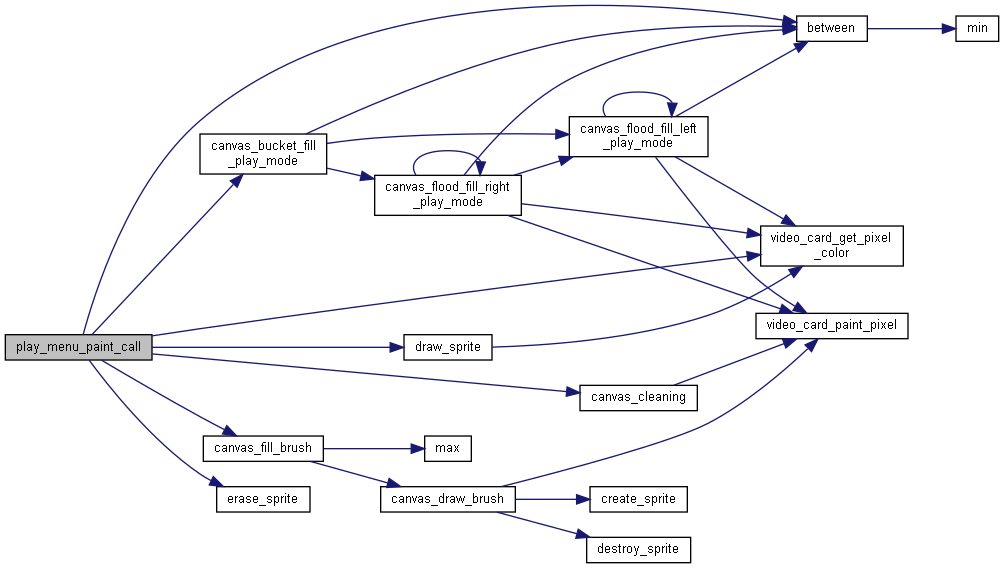 between
min
canvas_flood_fill_left
_play_mode
canvas_bucket_fill
_play_mode
canvas_flood_fill_right
_play_mode
video_card_get_pixel
_color
video_card_paint_pixel
play_menu_paint_call
draw_sprite
canvas_cleaning
canvas_fill_brush
max
erase_sprite
canvas_draw_brush
create_sprite
destroy_sprite